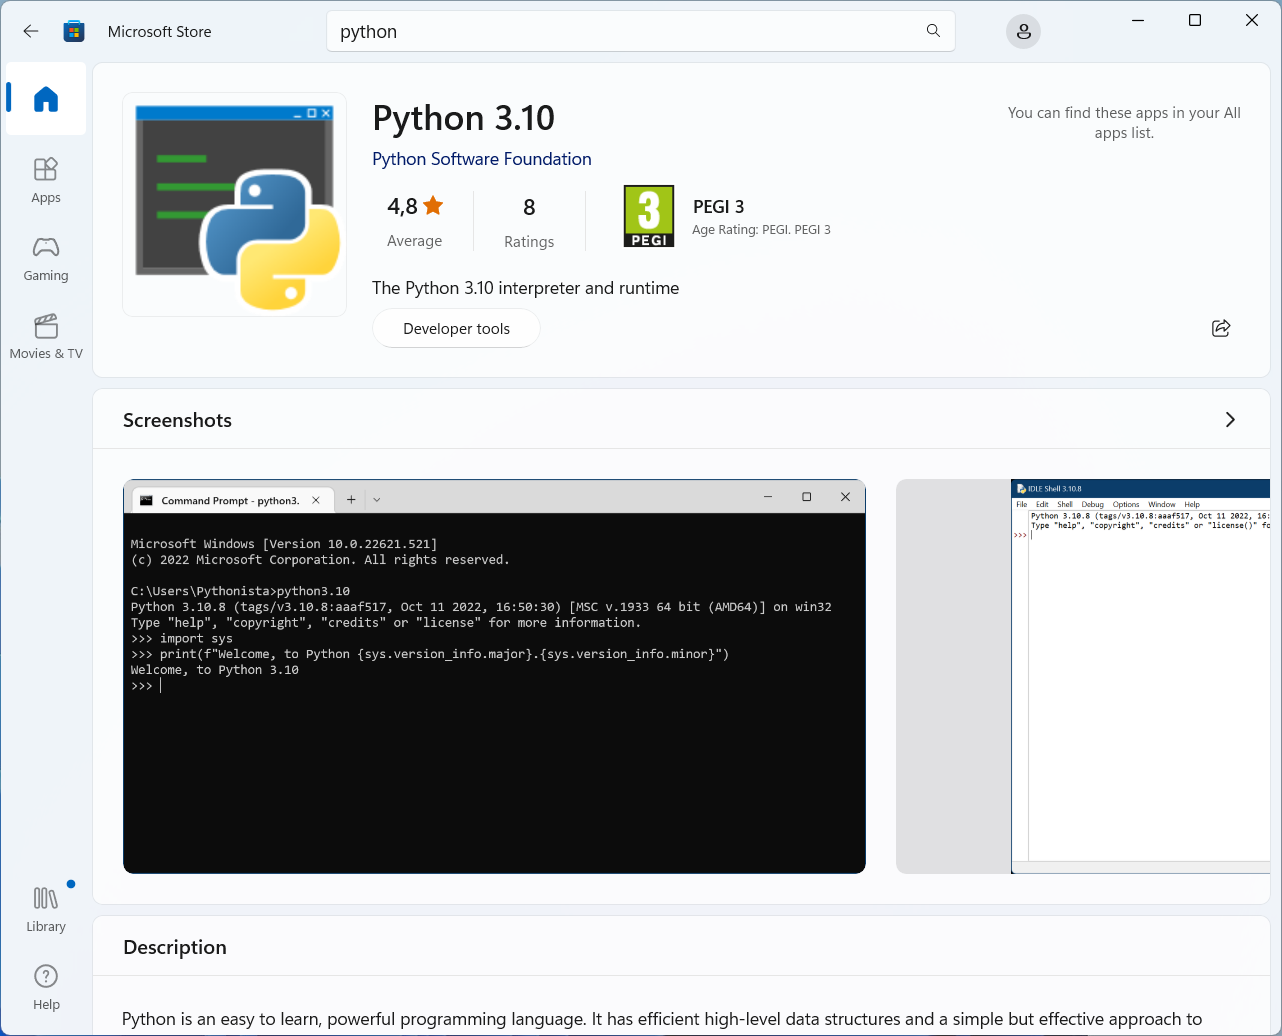 Microsoft Store
python
Python 3.10
Python Software Foundation
You can find these apps in your All
apps list.
4,8
Average
8
Ratings
3
PEGI
PEGI 3
Age Rating: PEGI. PEGI 3
The Python 3.10 interpreter and runtime
Developer tools
Apps
Gaming
Movies & TV
Library
Help
Screenshots
Command Prompt - python3.
Microsoft Windows [Version 10.0.22621.521]
(c) 2022 Microsoft Corporation. All rights reserved.
C:\Users\Pythonista>python3.10
Python 3.10.8 (tags/v3.10.8:aaaf517, Oct 11 2022, 16:50:30) [MSC v.1933 64 bit (AMD64)] on win32
Type "help", "copyright", "credits" or "license" for more information.
>>> import sys
>>> print(f"Welcome, to Python {sys.version_info.major}.{sys.version_info.minor}")
Welcome, to Python 3.10
>>>
IDLE Shell 3.10.8
File Edit Shell Debug Options Window Help
Python 3.10.8 (tags/v3.10.8:aaaf517, Oct 11 2022, 16:
Type "help", "copyright", "credits" or "license()" fo
>>>
Description
Python is an easy to learn, powerful programming language. It has efficient high-level data structures and a simple but effective approach to